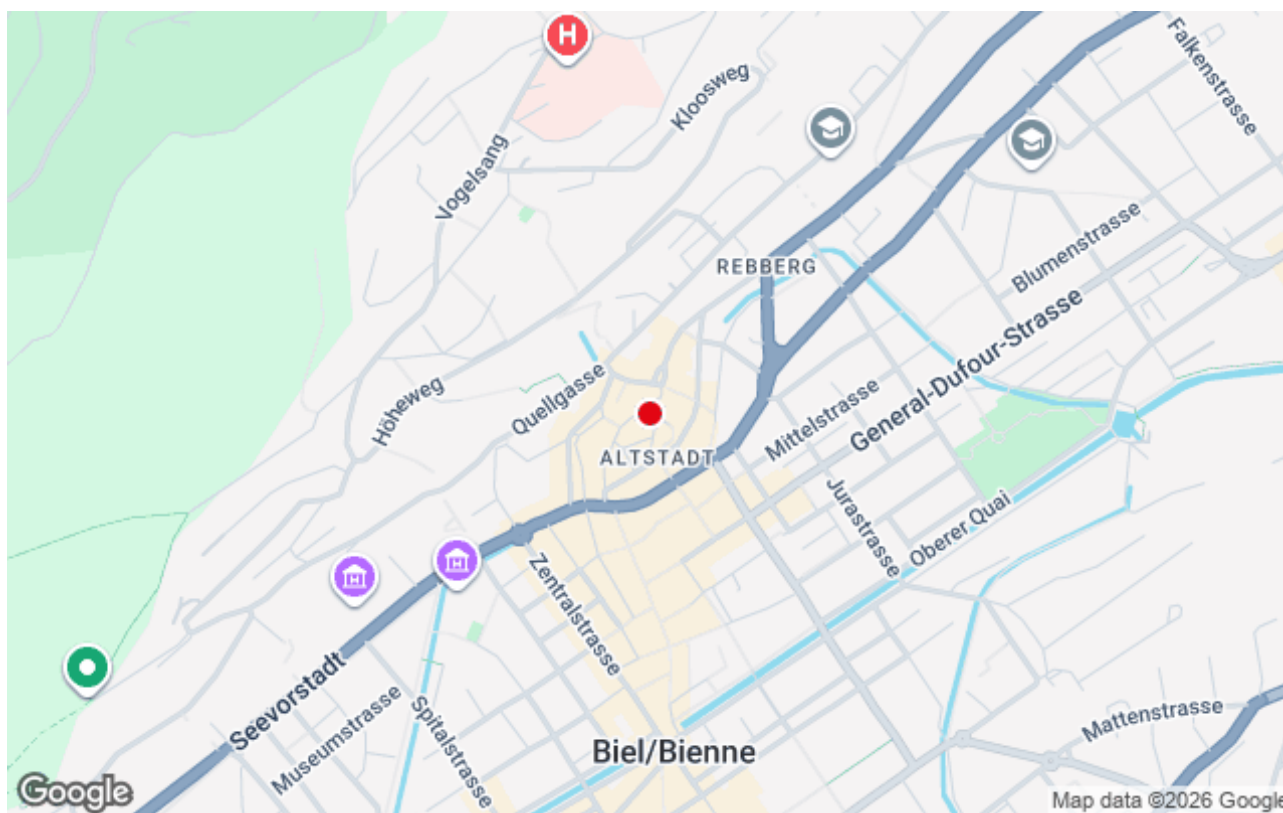 H
Falkenstrasse
Kloosweg
Vogelsang
REBBERG
Blumenstrasse
General-Dufour-Strasse
Höheweg
Quellgasse
Mittelstrasse
ALTSTADT
Jurastrasse
Oberer Quai
Zentralstrasse
Seevorstadt
Museumstrasse
Spitalstrasse
Mattenstrasse
Biel/Bienne
Google
Map data ©2026 Google